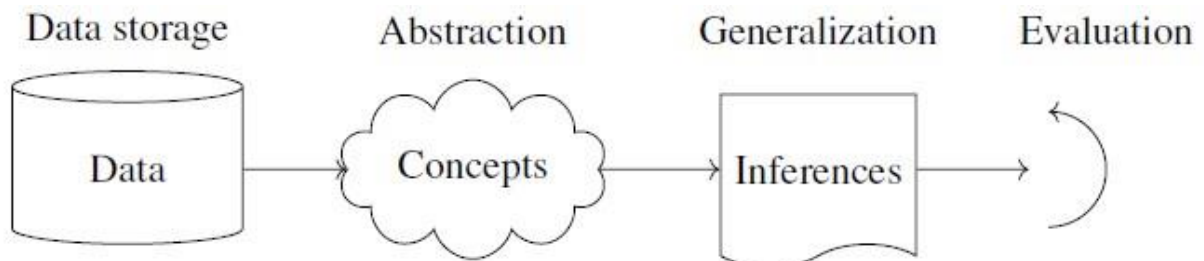 Data storage
Abstraction
Generalization
Evaluation
Data
Concepts
Inferences